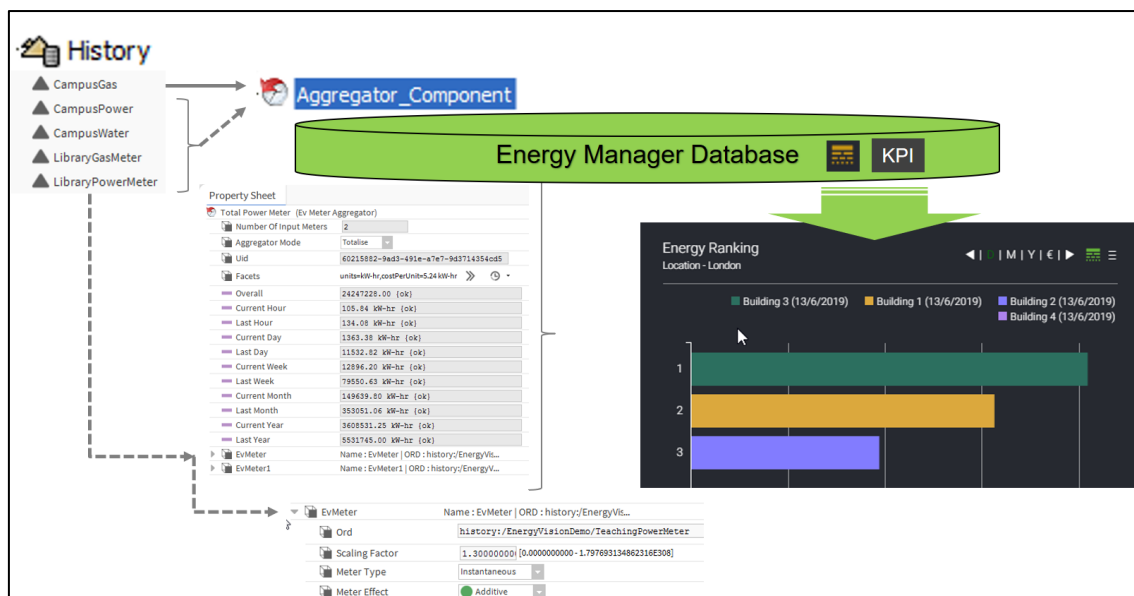 History
CampusGas
CampusPower
CampusWater
LibraryGasMeter
LibraryPowerMeter
Aggregator_Component
Energy Manager Database
KPI
Property Sheet
Total Power Meter (Ev Meter Aggregator)
Number Of Input Meters 2
Aggregator Mode Totalise
Uid 60215882-9ad3-491e-a7e7-9d3714354cd5
Facets units=kW-hr,costPerUnit=5.24 kW-hr
Overall 24247228.00 {ok}
Current Hour 105.84 kW-hr {ok}
Last Hour 134.08 kW-hr {ok}
Current Day 1363.38 kW-hr {ok}
Last Day 11532.82 kW-hr {ok}
Current Week 12896.20 kW-hr {ok}
Last Week 79550.63 kW-hr {ok}
Current Month 149639.80 kW-hr {ok}
Last Month 353051.06 kW-hr {ok}
Current Year 3608531.25 kW-hr {ok}
Last Year 5531745.00 kW-hr {ok}
EvMeter Name : EvMeter | ORD : history:/EnergyVis...
EvMeter1 Name : EvMeter1 | ORD : history:/EnergyV...
Energy Ranking
Location - London
| D | M | Y | € |
Building 3 (13/6/2019) Building 1 (13/6/2019) Building 2 (13/6/2019)
Building 4 (13/6/2019)
1
2
3
EvMeter Name : EvMeter | ORD : history:/EnergyVis...
Ord history:/EnergyVisionDemo/TeachingPowerMeter
Scaling Factor 1.30000000 [0.0000000000 - 1.797693134862316E308]
Meter Type Instantaneous
Meter Effect Additive